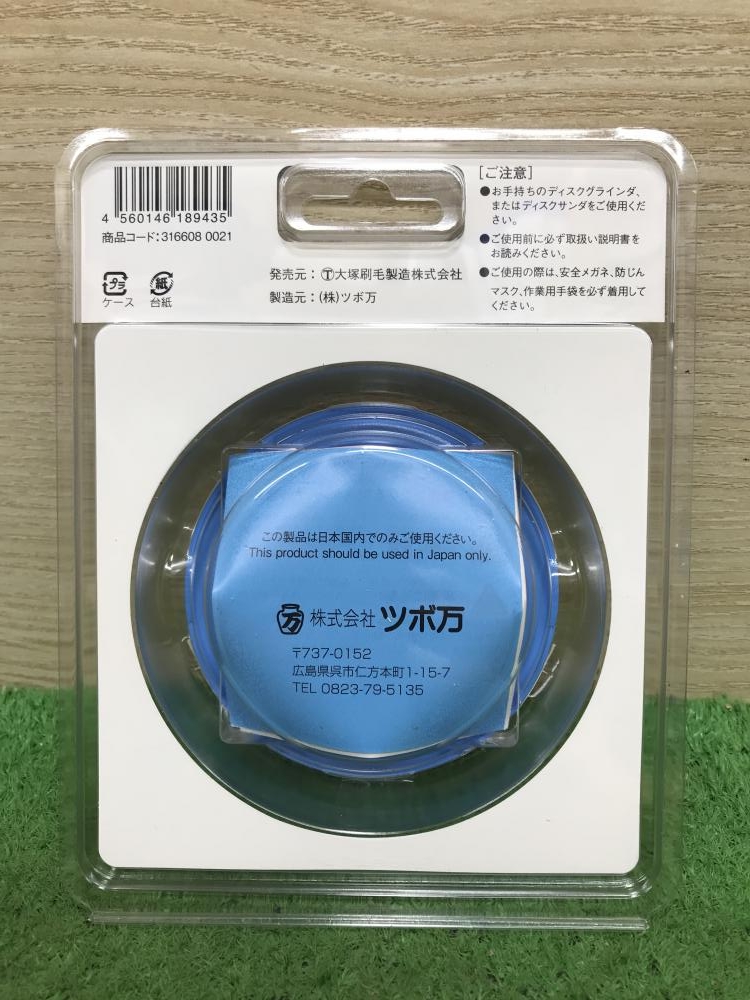 4 560146 189435
商品コード：316608 0021
プラ
ケース
紙
台紙
発売元：Ⓣ大塚刷毛製造株式会社
製造元：(株)ツボ万
［ご注意］
●お手持ちのディスクグラインダ、
またはディスクサンダをご使用くだ
さい。
●ご使用前に必ず取扱い説明書を
お読みください。
●ご使用の際は、安全メガネ、防じん
マスク、作業用手袋を必ず着用して
ください。
この製品は日本国内でのみご使用ください。
This product should be used in Japan only.
万 株式会社 ツボ万
〒737-0152
広島県呉市仁方本町1-15-7
TEL 0823-79-5135